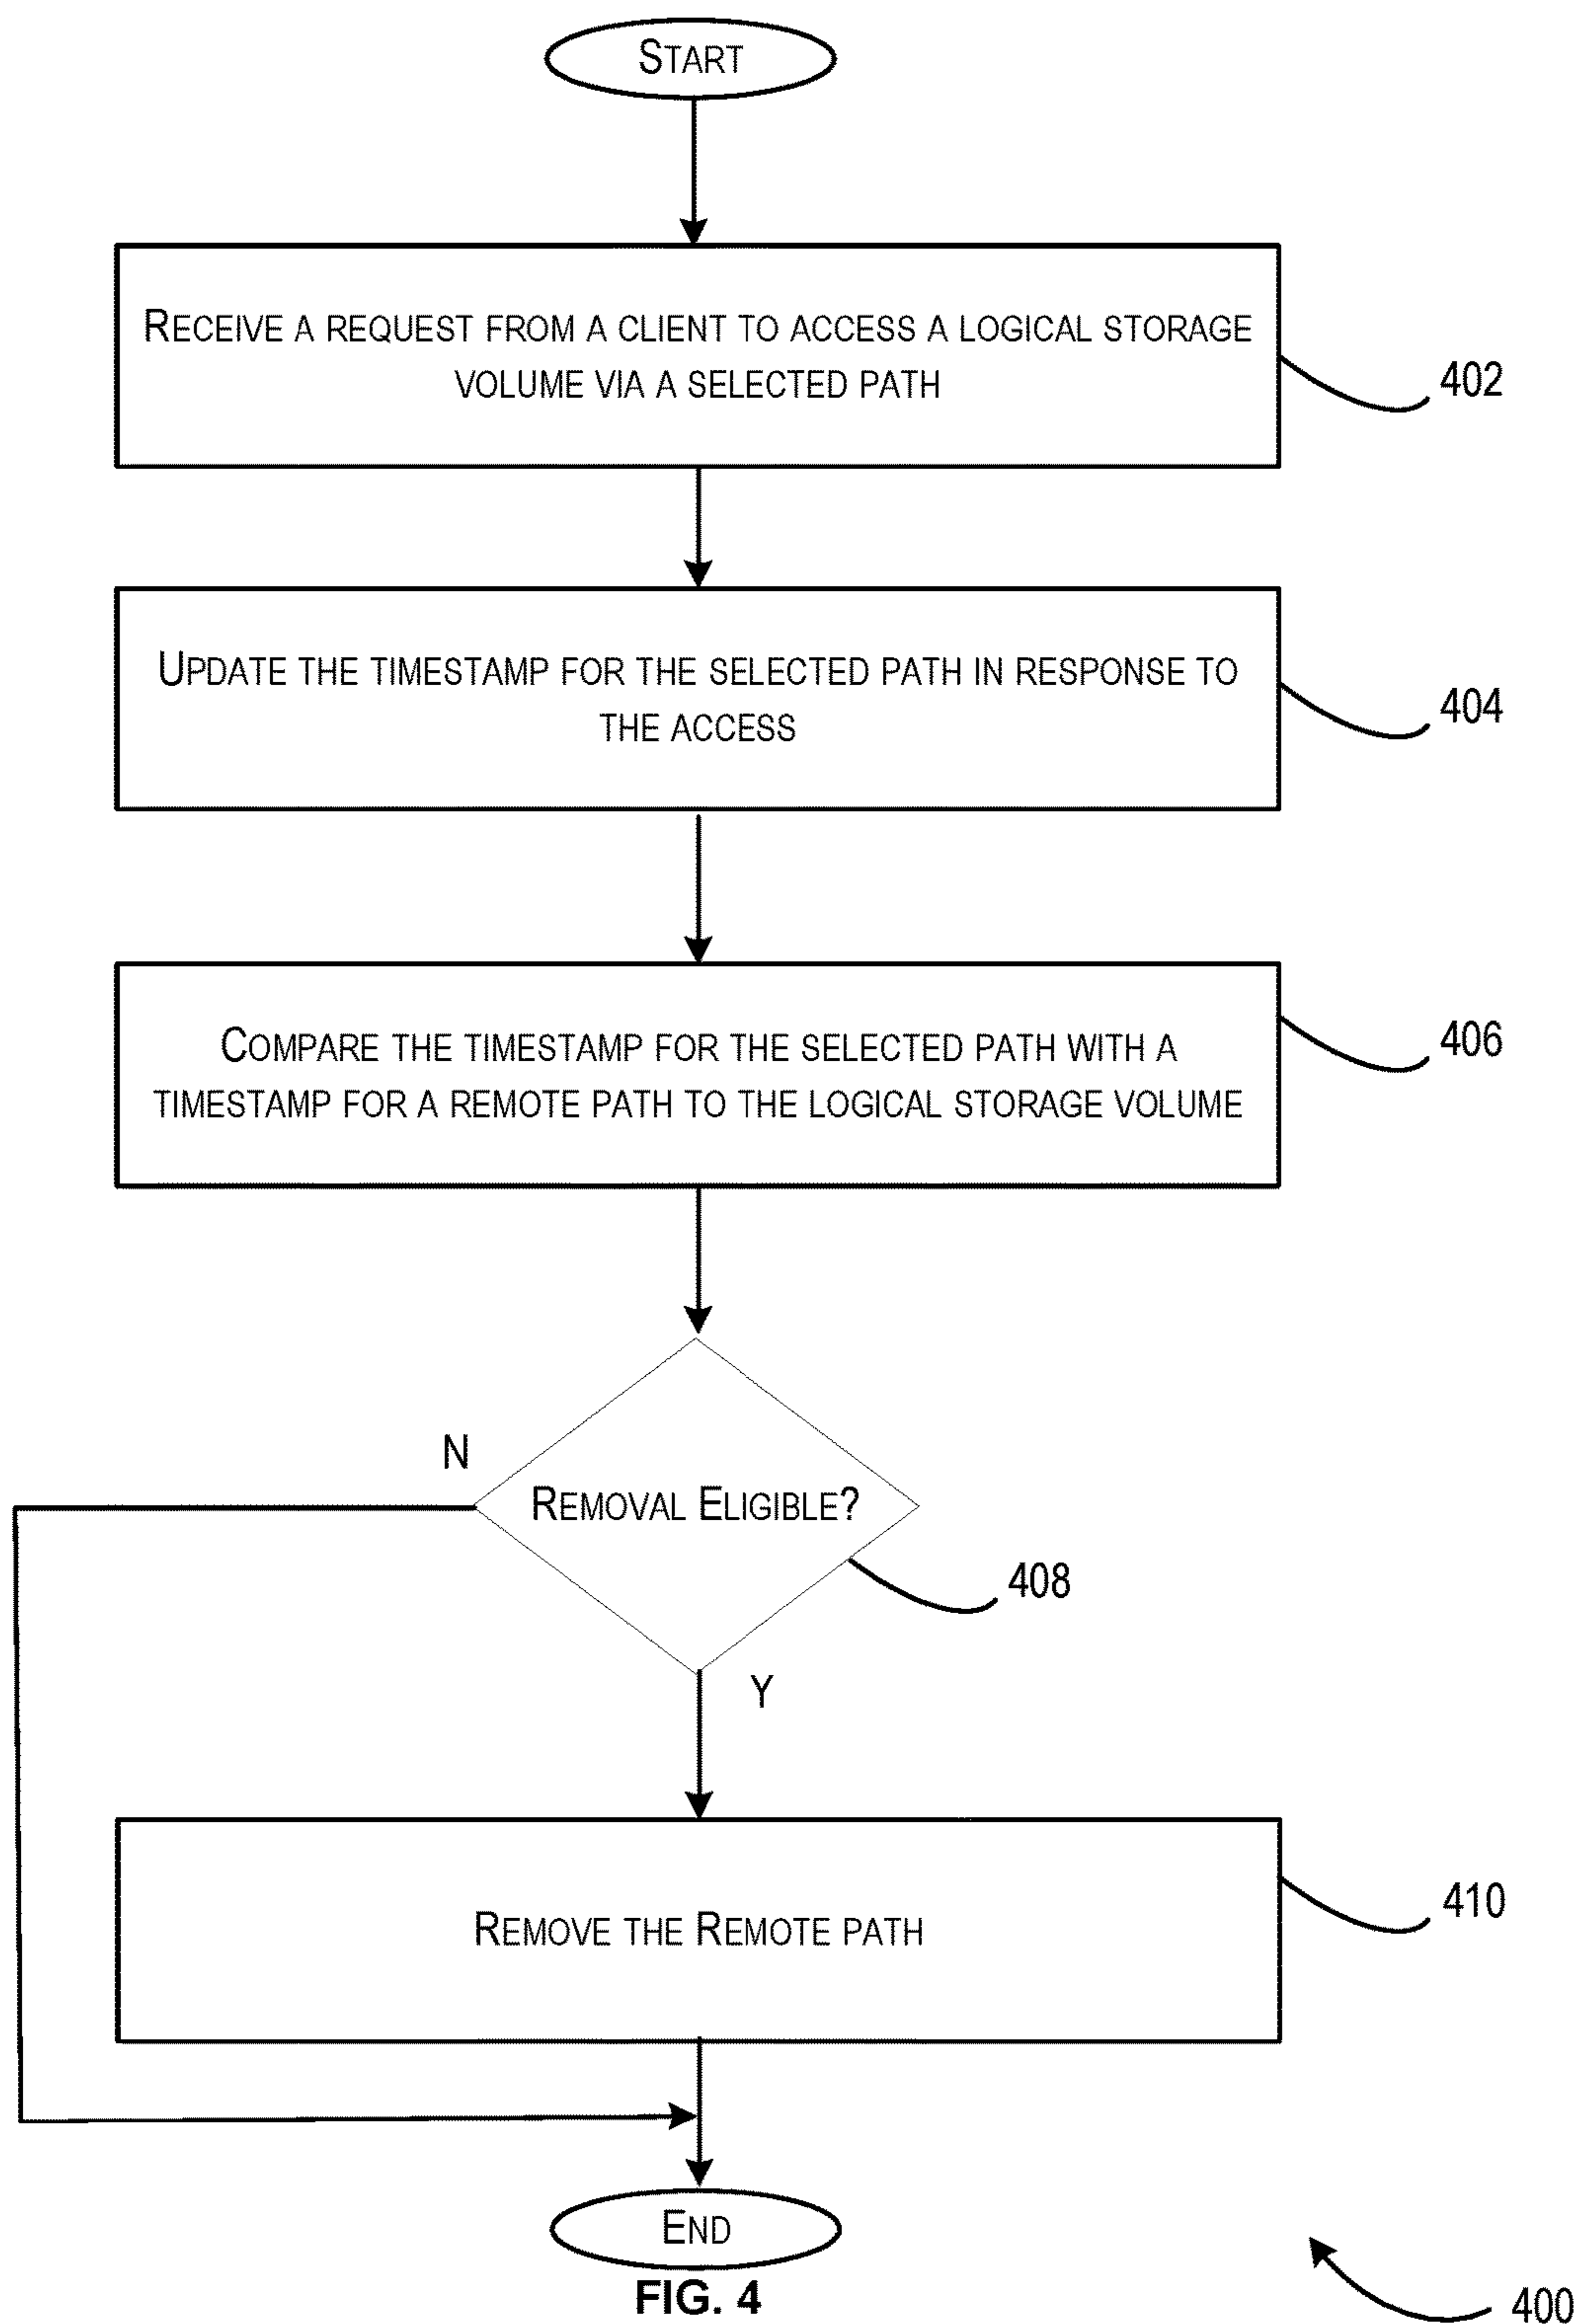 START
RECEIVE A REQUEST FROM A CLIENT TO ACCESS A LOGICAL STORAGE
VOLUME VIA A SELECTED PATH
402
UPDATE THE TIMESTAMP FOR THE SELECTED PATH IN RESPONSE TO
THE ACCESS
404
COMPARE THE TIMESTAMP FOR THE SELECTED PATH WITH A
TIMESTAMP FOR A REMOTE PATH TO THE LOGICAL STORAGE VOLUME
406
N
REMOVAL ELIGIBLE?
408
Y
REMOVE THE REMOTE PATH
410
END
FIG. 4
400